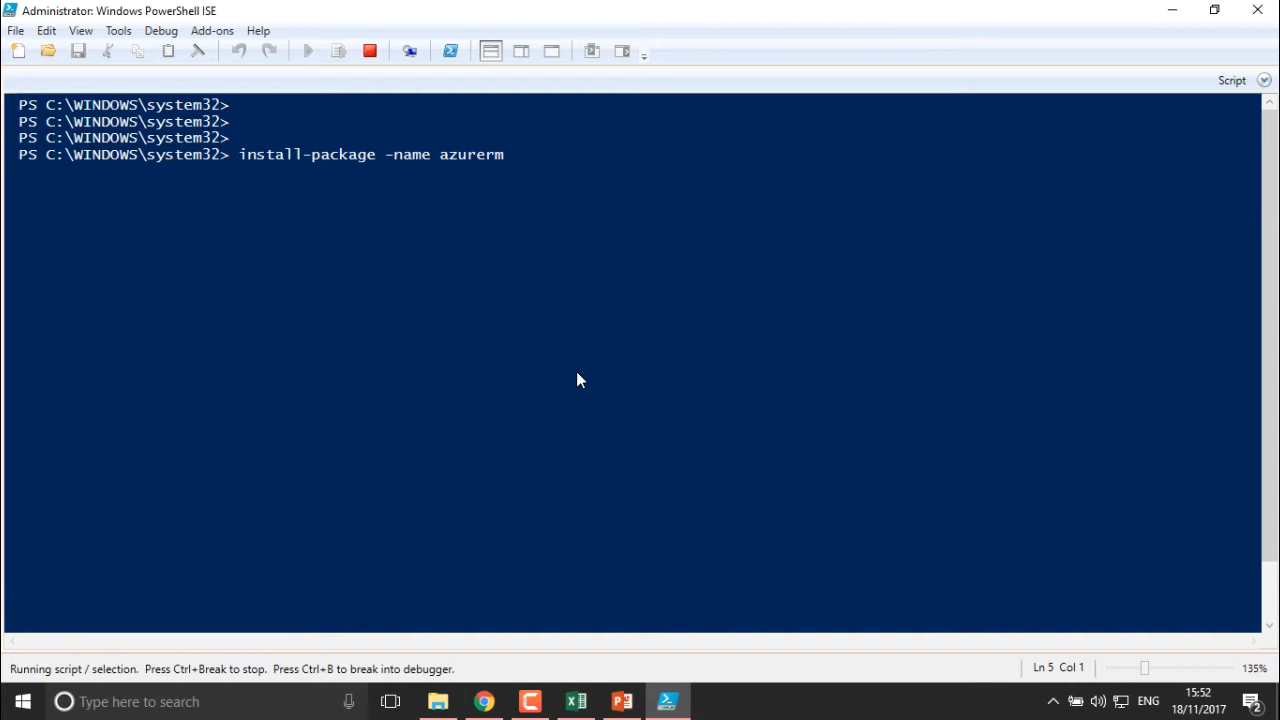 Administrator: Windows PowerShell ISE
File Edit View Tools Debug Add-ons Help
Script
PS C:\WINDOWS\system32>
PS C:\WINDOWS\system32>
PS C:\WINDOWS\system32>
PS C:\WINDOWS\system32> install-package -name azurerm
Running script / selection. Press Ctrl+Break to stop. Press Ctrl+B to break into debugger.
Ln 5 Col 1
135%
Type here to search
ENG
15:52
18/11/2017
2